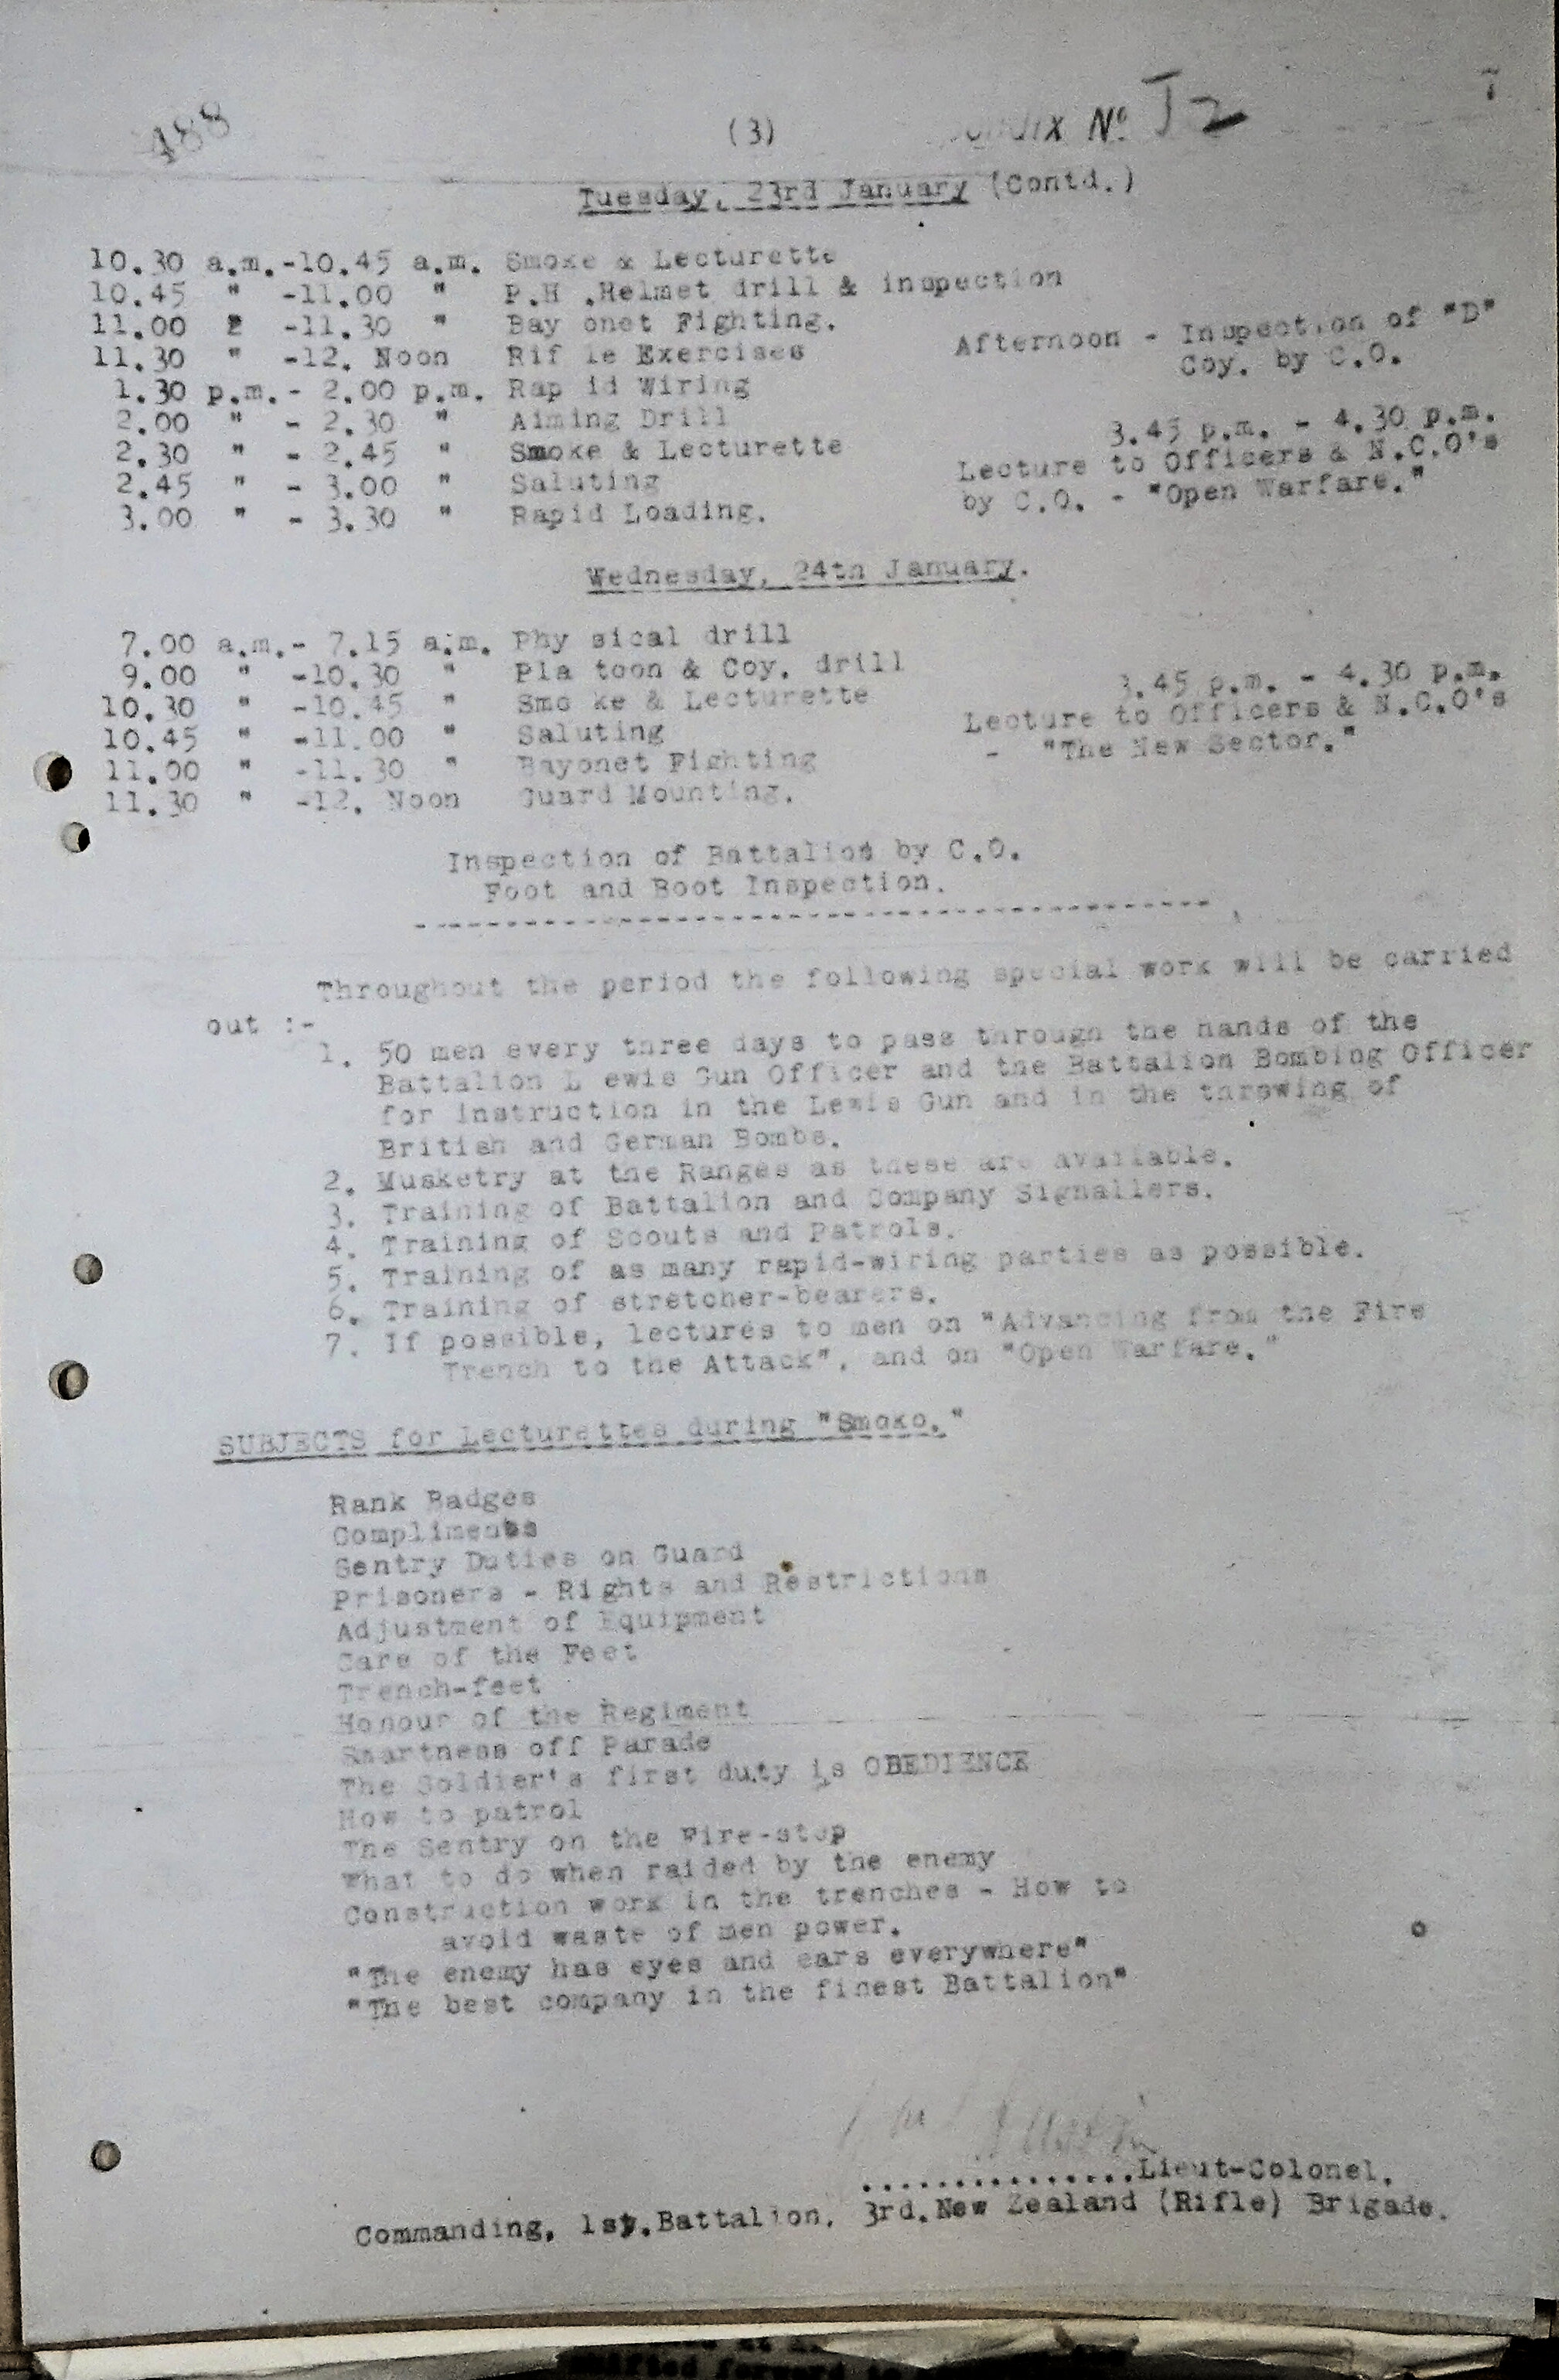 488
(3)
No J2
Tuesday, 23rd January (Contd.)
10.30 a.m.-10.45 a.m. Smoke & Lecturette
10.45 " -11.00 " P.H .Helmet drill & inspection
11.00 " -11.30 " Bay onet Fighting.
11.30 " -12. Noon Rif le Exercises
Afternoon - Inspection of "D"
Coy. by C.O.
1.30 p.m.- 2.00 p.m. Rap id Wiring
2.00 " - 2.30 " Aiming Drill
2.30 " - 2.45 " Smoke & Lecturette
2.45 " - 3.00 " Saluting
3.00 " - 3.30 " Rapid Loading.
3.45 p.m. - 4.30 p.m.
Lecture to Officers & N.C.O's
by C.O. - "Open Warfare."
Wednesday, 24th January.
7.00 a.m.- 7.15 a.m. Phy sical drill
9.00 " -10.30 " Pla toon & Coy. drill
10.30 " -10.45 " Smo ke & Lecturette
10.45 " -11.00 " Saluting
11.00 " -11.30 " Bayonet Fighting
11.30 " -12. Noon Guard Mounting.
3.45 p.m. - 4.30 p.m.
Lecture to Officers & N.C.O's
- "The New Sector."
Inspection of Battalion by C.O.
Foot and Boot Inspection.
Throughout the period the following special work will be carried
out :-
1. 50 men every three days to pass through the hands of the
Battalion L ewis Gun Officer and the Battalion Bombing Officer
for instruction in the Lewis Gun and in the throwing of
British and German Bombs.
2. Musketry at the Ranges as these are available.
3. Training of Battalion and Company Signallers.
4. Training of Scouts and Patrols.
5. Training of as many rapid-wiring parties as possible.
6. Training of stretcher-bearers.
7. If possible, lectures to men on "Advancing from the Fire
Trench to the Attack", and on "Open Warfare."
SUBJECTS for Lecturettes during "Smoko."
Rank Badges
Compliments
Sentry Duties on Guard
Prisoners - Rights and Restrictions
Adjustment of Equipment
Care of the Feet
Trench-feet
Honour of the Regiment
Smartness off Parade
The Soldier's first duty is OBEDIENCE
How to patrol
The Sentry on the Fire-step
What to do when raided by the enemy
Construction work in the trenches - How to
avoid waste of men power.
"The enemy has eyes and ears everywhere"
"The best company in the finest Battalion"
...............Lieut-Colonel.
Commanding, 1st.Battalion, 3rd.New Zealand (Rifle) Brigade.